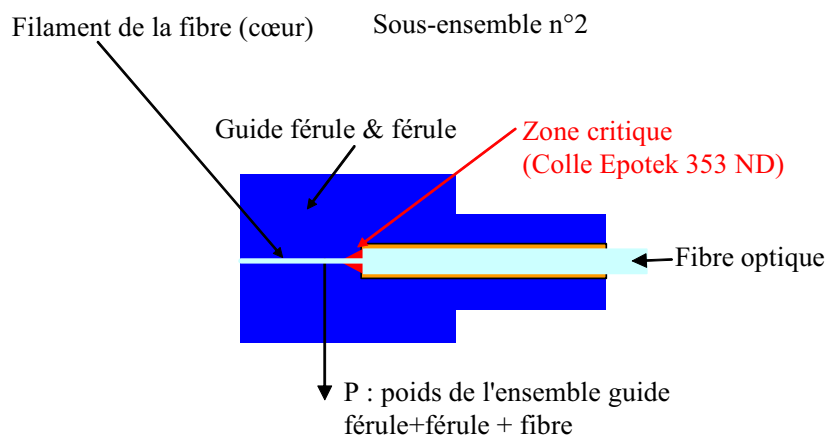 Filament de la fibre (cœur)
Sous-ensemble n°2
Guide férule & férule
Zone critique
(Colle Epotek 353 ND)
Fibre optique
P : poids de l'ensemble guide
férule+férule + fibre